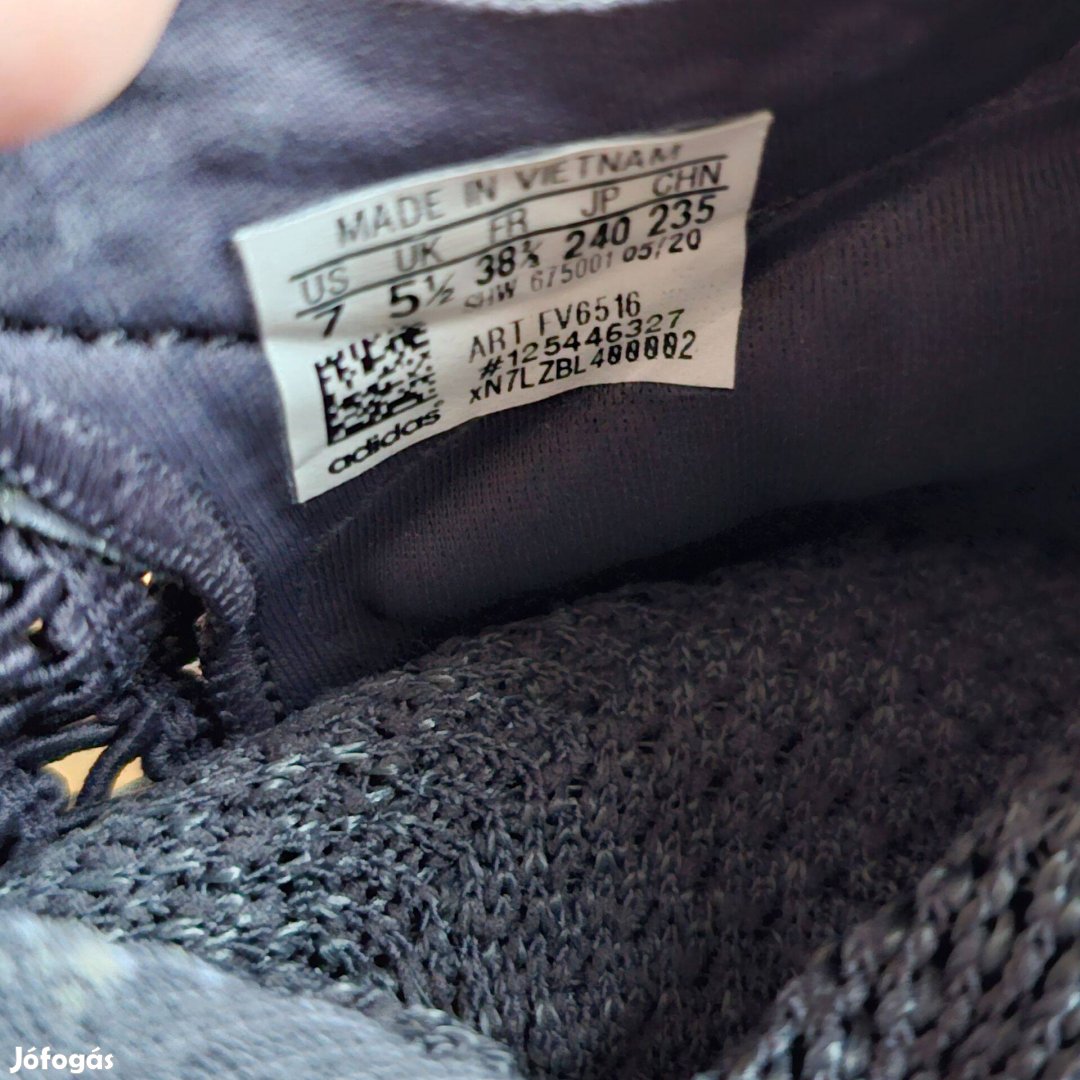 MADE IN VIETNAM
US UK FR JP CHN
7 5½ 38⅔ 240 235
SHW 675001 05/20
ART FV6516
#125446327
xN7LZBL400002
adidas
Jófogás